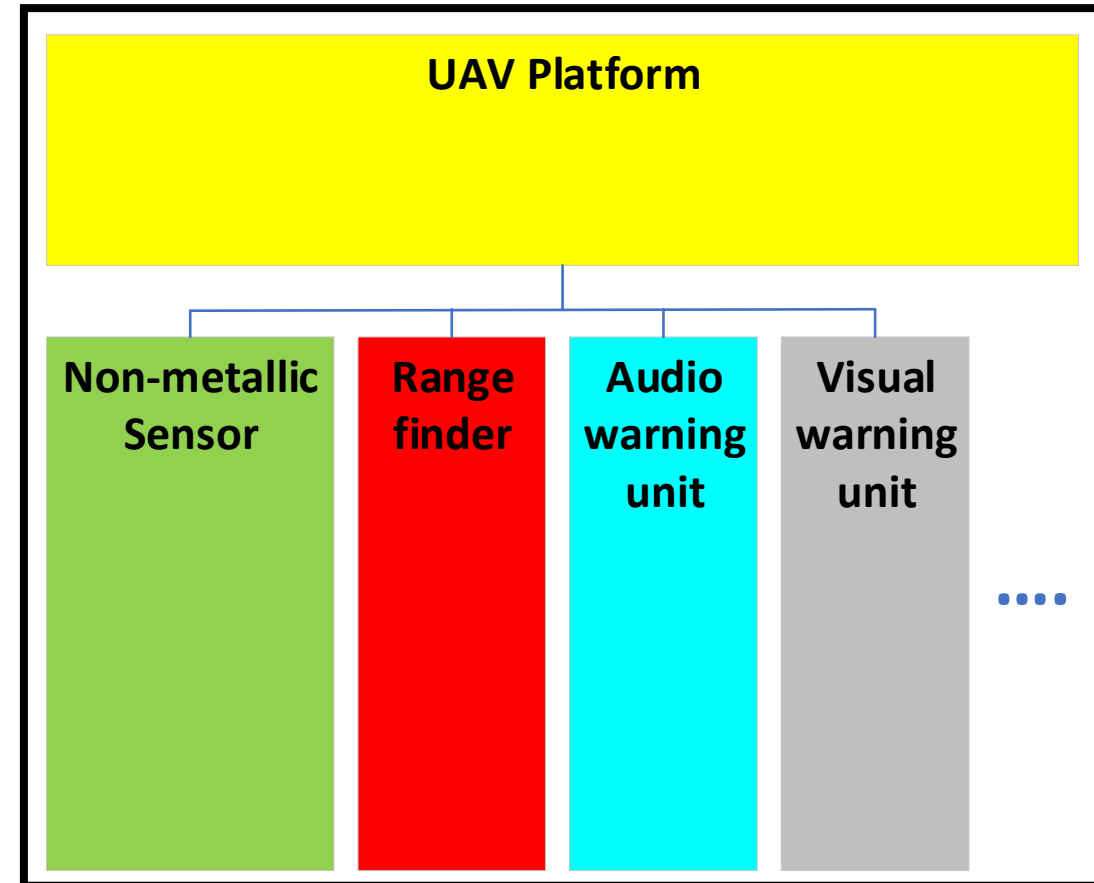 UAV Platform
Non-metallic
Sensor
Range
finder
Audio
warning
unit
Visual
warning
unit
....